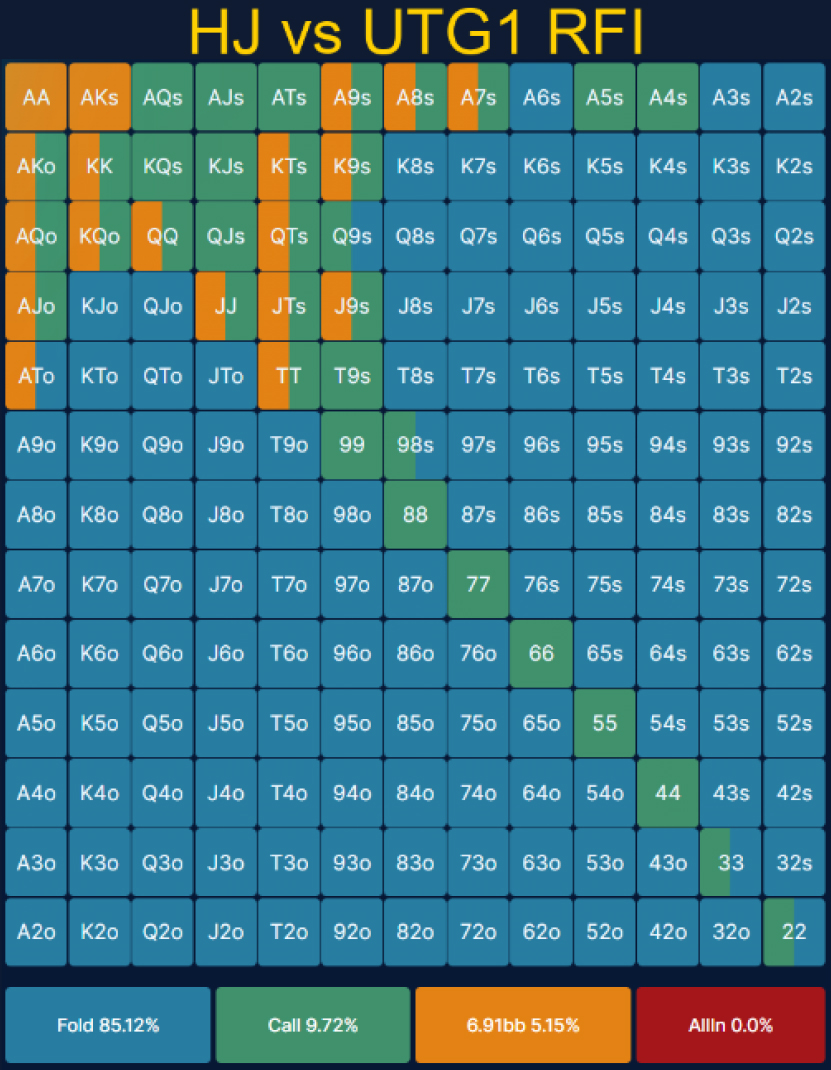 HJ vs UTG1 RFI
AA AKs AQs AJs ATs A9s A8s A7s A6s A5s A4s A3s A2s
AKo KK KQs KJs KTs K9s K8s K7s K6s K5s K4s K3s K2s
AQo KQo QQ QJs QTs Q9s Q8s Q7s Q6s Q5s Q4s Q3s Q2s
AJo KJo QJo JJ JTs J9s J8s J7s J6s J5s J4s J3s J2s
ATo KTo QTo JTo TT T9s T8s T7s T6s T5s T4s T3s T2s
A9o K9o Q9o J9o T9o 99 98s 97s 96s 95s 94s 93s 92s
A8o K8o Q8o J8o T8o 98o 88 87s 86s 85s 84s 83s 82s
A7o K7o Q7o J7o T7o 97o 87o 77 76s 75s 74s 73s 72s
A6o K6o Q6o J6o T6o 96o 86o 76o 66 65s 64s 63s 62s
A5o K5o Q5o J5o T5o 95o 85o 75o 65o 55 54s 53s 52s
A4o K4o Q4o J4o T4o 94o 84o 74o 64o 54o 44 43s 42s
A3o K3o Q3o J3o T3o 93o 83o 73o 63o 53o 43o 33 32s
A2o K2o Q2o J2o T2o 92o 82o 72o 62o 52o 42o 32o 22
Fold 85.12% Call 9.72% 6.91bb 5.15% AllIn 0.0%